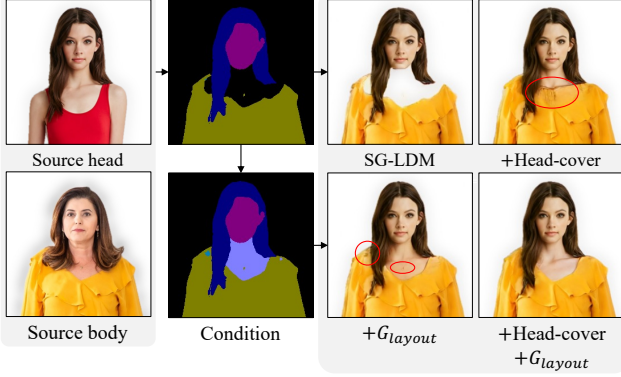 Source head
SG-LDM
+Head-cover
Source body
Condition
+G_layout
+Head-cover
+G_layout